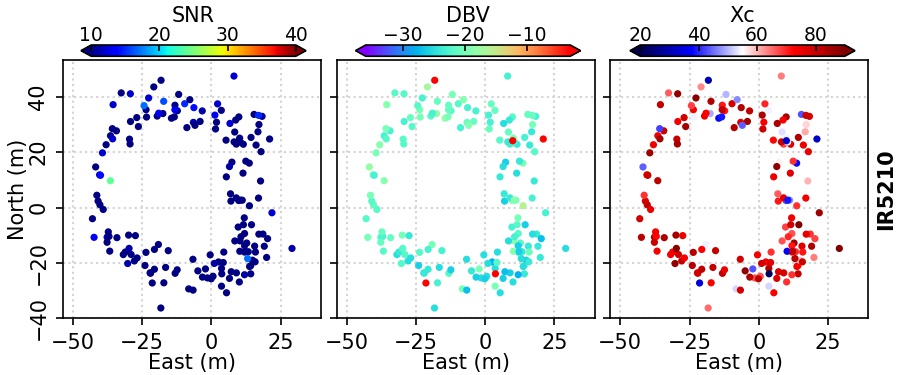 SNR DBV Xc
10 20 30 40 −30 −20 −10 20 40 60 80
40
20
0
−20
−40
North (m)
IR5210
−50 −25 0 25 −50 −25 0 25 −50 −25 0 25
East (m) East (m) East (m)